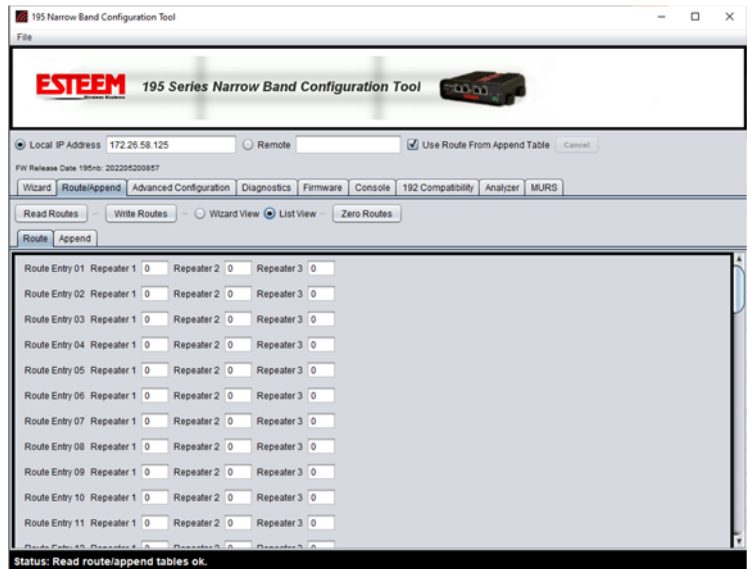 195 Narrow Band Configuration Tool
File
ESTEEM
195 Series Narrow Band Configuration Tool
Local IP Address 172.26.58.125 Remote Use Route From Append Table Cancel
FW Release Date 195nb: 202205200857
Wizard Route/Append Advanced Configuration Diagnostics Firmware Console 192 Compatibility Analyzer MURS
Read Routes – Write Routes – Wizard View List View – Zero Routes
Route Append
Route Entry 01 Repeater 1 0 Repeater 2 0 Repeater 3 0
Route Entry 02 Repeater 1 0 Repeater 2 0 Repeater 3 0
Route Entry 03 Repeater 1 0 Repeater 2 0 Repeater 3 0
Route Entry 04 Repeater 1 0 Repeater 2 0 Repeater 3 0
Route Entry 05 Repeater 1 0 Repeater 2 0 Repeater 3 0
Route Entry 06 Repeater 1 0 Repeater 2 0 Repeater 3 0
Route Entry 07 Repeater 1 0 Repeater 2 0 Repeater 3 0
Route Entry 08 Repeater 1 0 Repeater 2 0 Repeater 3 0
Route Entry 09 Repeater 1 0 Repeater 2 0 Repeater 3 0
Route Entry 10 Repeater 1 0 Repeater 2 0 Repeater 3 0
Route Entry 11 Repeater 1 0 Repeater 2 0 Repeater 3 0
Status: Read route/append tables ok.